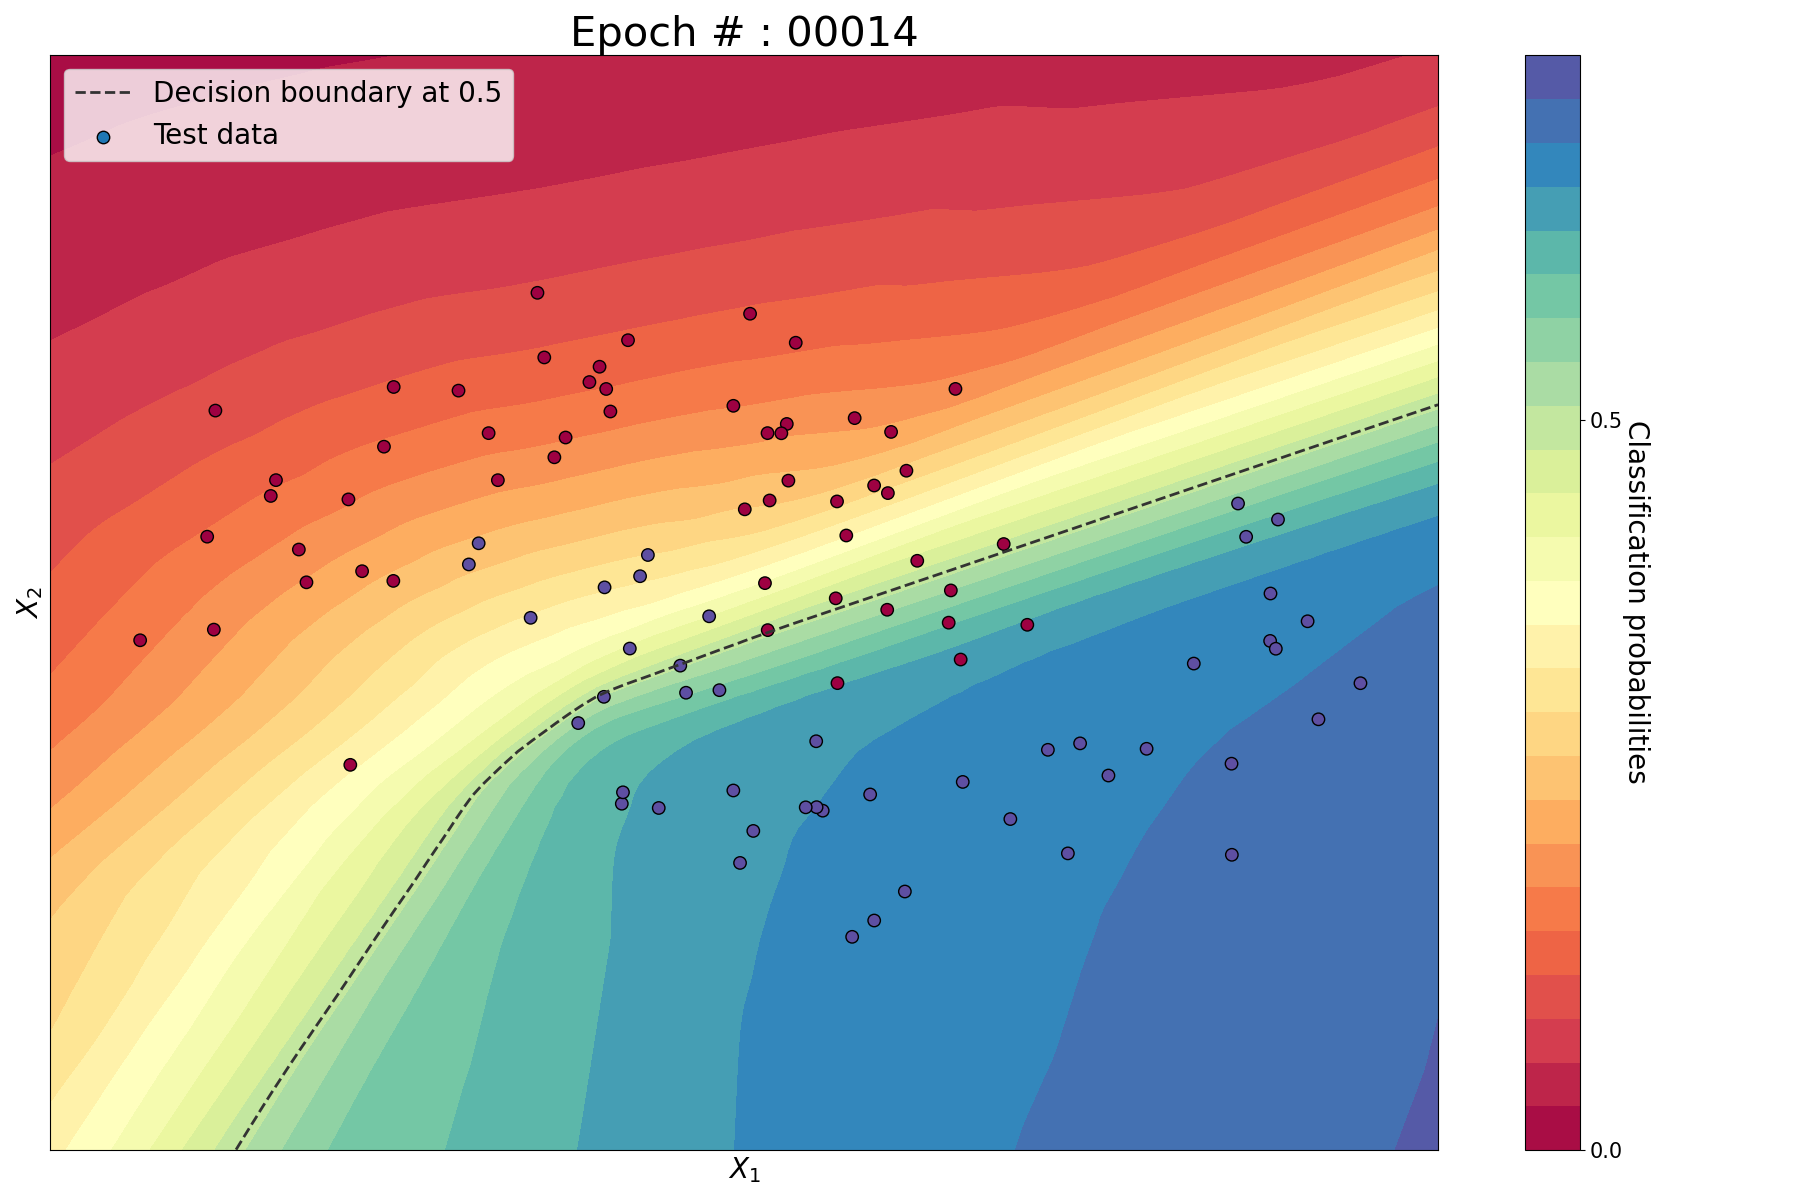 Epoch # : 00014
Decision boundary at 0.5
Test data
X₂
X₁
0.5
0.0
Classification probabilities